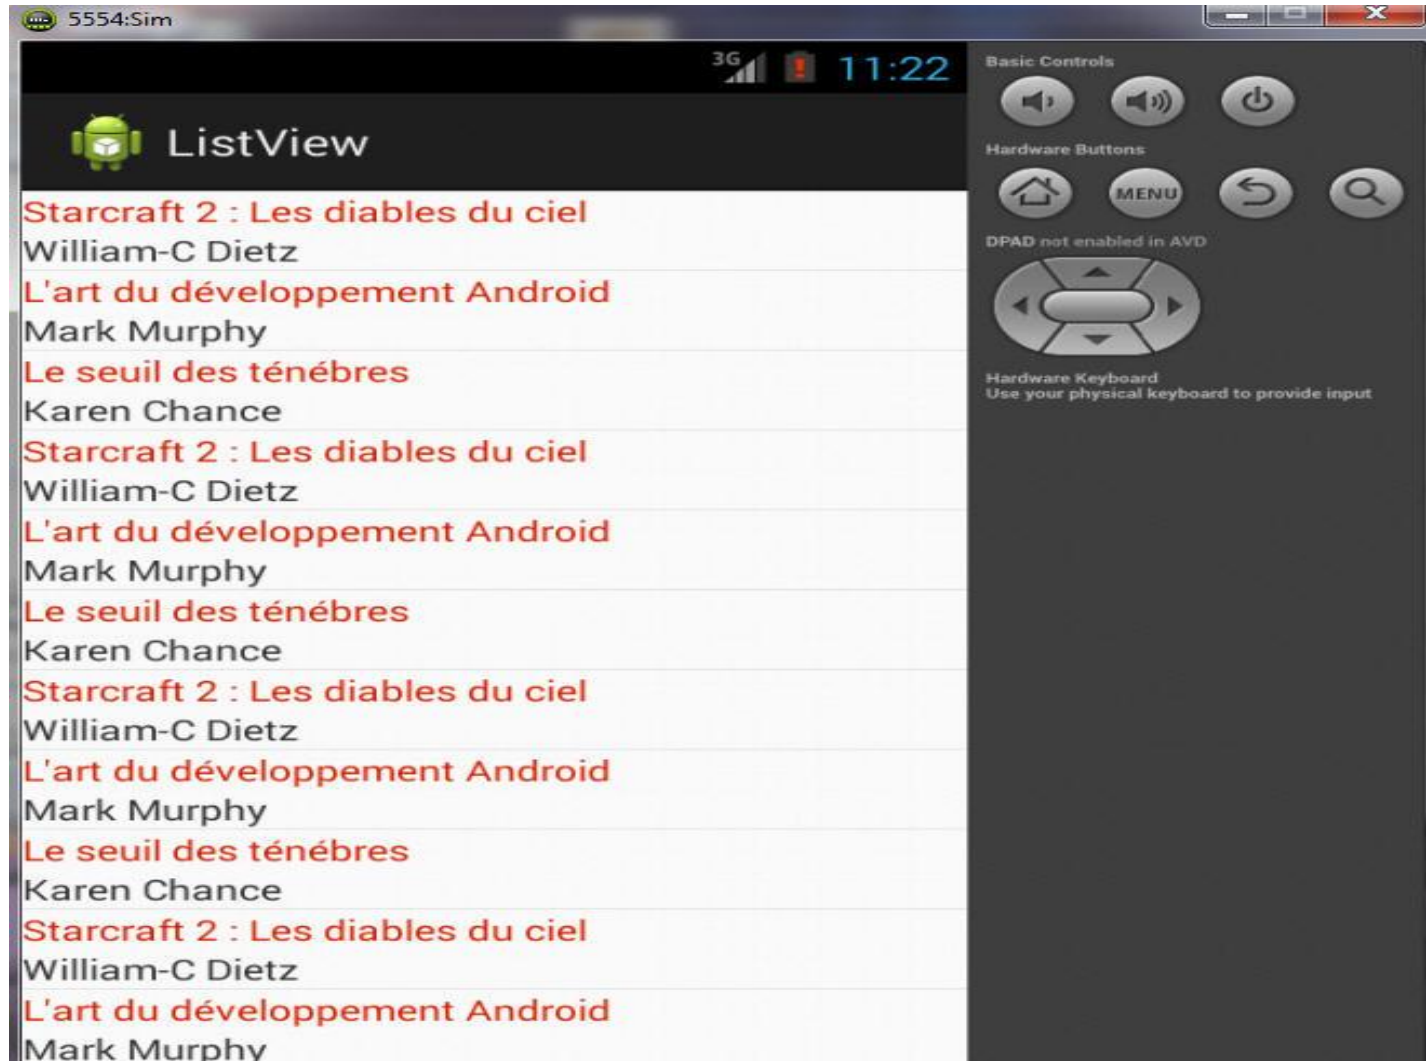 5554:Sim
3G 11:22
ListView
Starcraft 2 : Les diables du ciel
William-C Dietz
L'art du développement Android
Mark Murphy
Le seuil des ténébres
Karen Chance
Starcraft 2 : Les diables du ciel
William-C Dietz
L'art du développement Android
Mark Murphy
Le seuil des ténébres
Karen Chance
Starcraft 2 : Les diables du ciel
William-C Dietz
L'art du développement Android
Mark Murphy
Le seuil des ténébres
Karen Chance
Starcraft 2 : Les diables du ciel
William-C Dietz
L'art du développement Android
Mark Murphy
Basic Controls
Hardware Buttons
MENU
DPAD not enabled in AVD
Hardware Keyboard
Use your physical keyboard to provide input